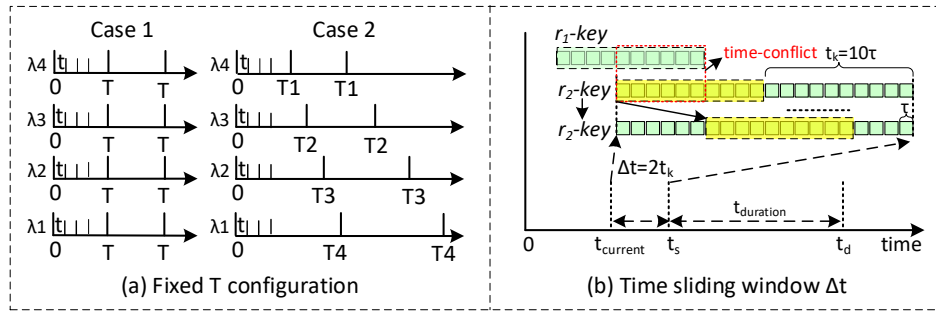 Case 1
Case 2
λ4 t 0 T T
λ4 t 0 T1 T1
λ3 t 0 T T
λ3 t 0 T2 T2
λ2 t 0 T T
λ2 t 0 T3 T3
λ1 t 0 T T
λ1 t 0 T4 T4
(a) Fixed T configuration
r1-key
time-conflict
tk=10τ
r2-key
τ
r2-key
Δt=2tk
tduration
0 tcurrent ts td time
(b) Time sliding window Δt